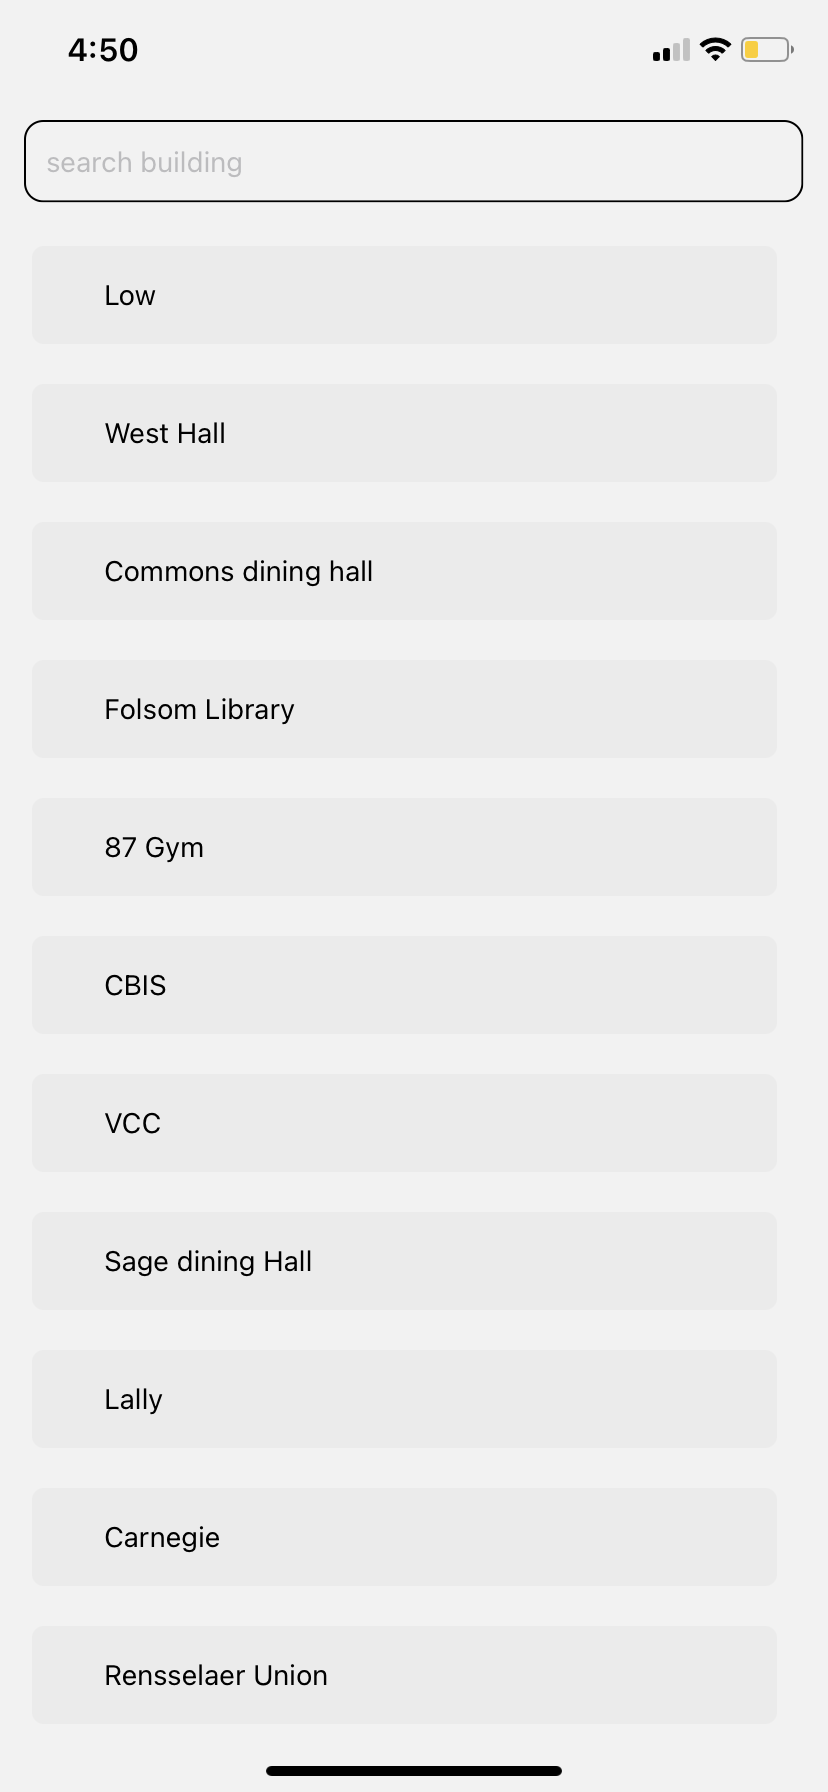 4:50
search building
Low
West Hall
Commons dining hall
Folsom Library
87 Gym
CBIS
VCC
Sage dining Hall
Lally
Carnegie
Rensselaer Union